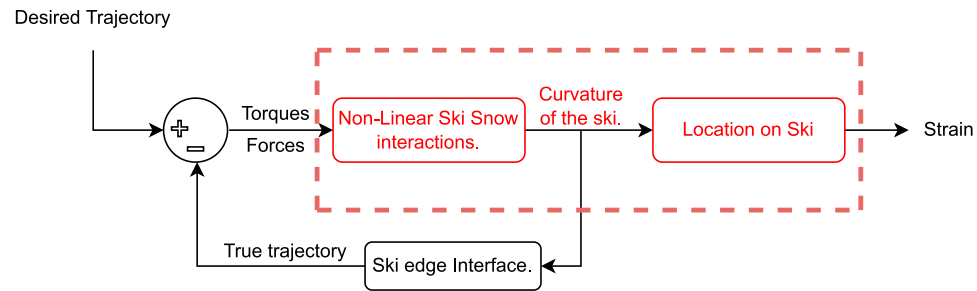 Desired Trajectory
Torques
Forces
Non-Linear Ski Snow
interactions.
Curvature
of the ski.
Location on Ski
Strain
True trajectory
Ski edge Interface.